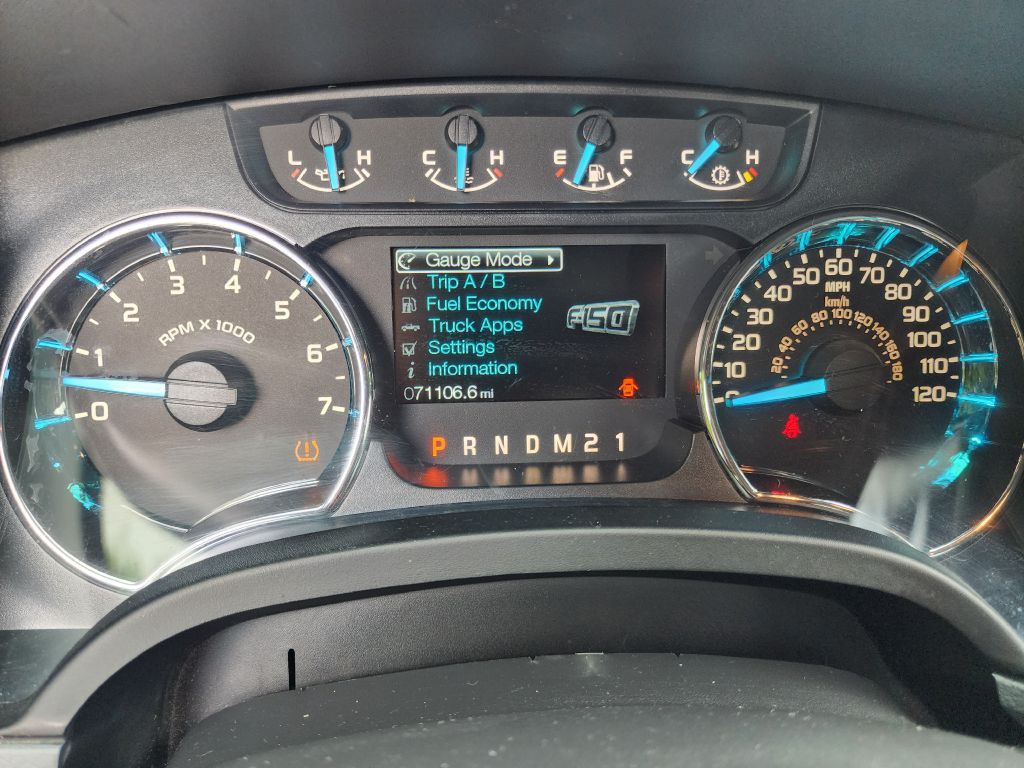 L H
C H
E F
C H
Gauge Mode
Trip A / B
Fuel Economy
Truck Apps
Settings
i Information
071106.6 mi
F150
P R N D M 2 1
0 1 2 3 4 5 6 7
RPM X 1000
0 10 20 30 40 50 60 70 80 90 100 110 120
MPH
km/h
20 40 60 80 100 120 140 160 180